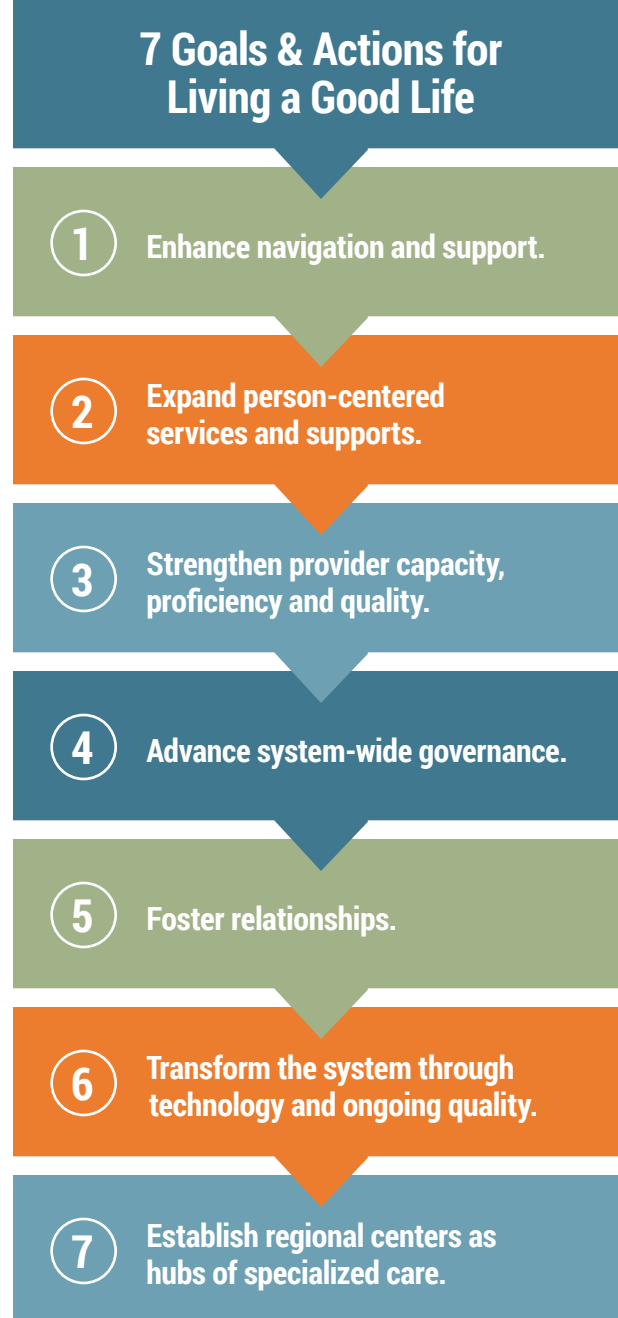 7 Goals & Actions for
Living a Good Life
1
Enhance navigation and support.
2
Expand person-centered
services and supports.
3
Strengthen provider capacity,
proficiency and quality.
4
Advance system-wide governance.
5
Foster relationships.
6
Transform the system through
technology and ongoing quality.
7
Establish regional centers as
hubs of specialized care.